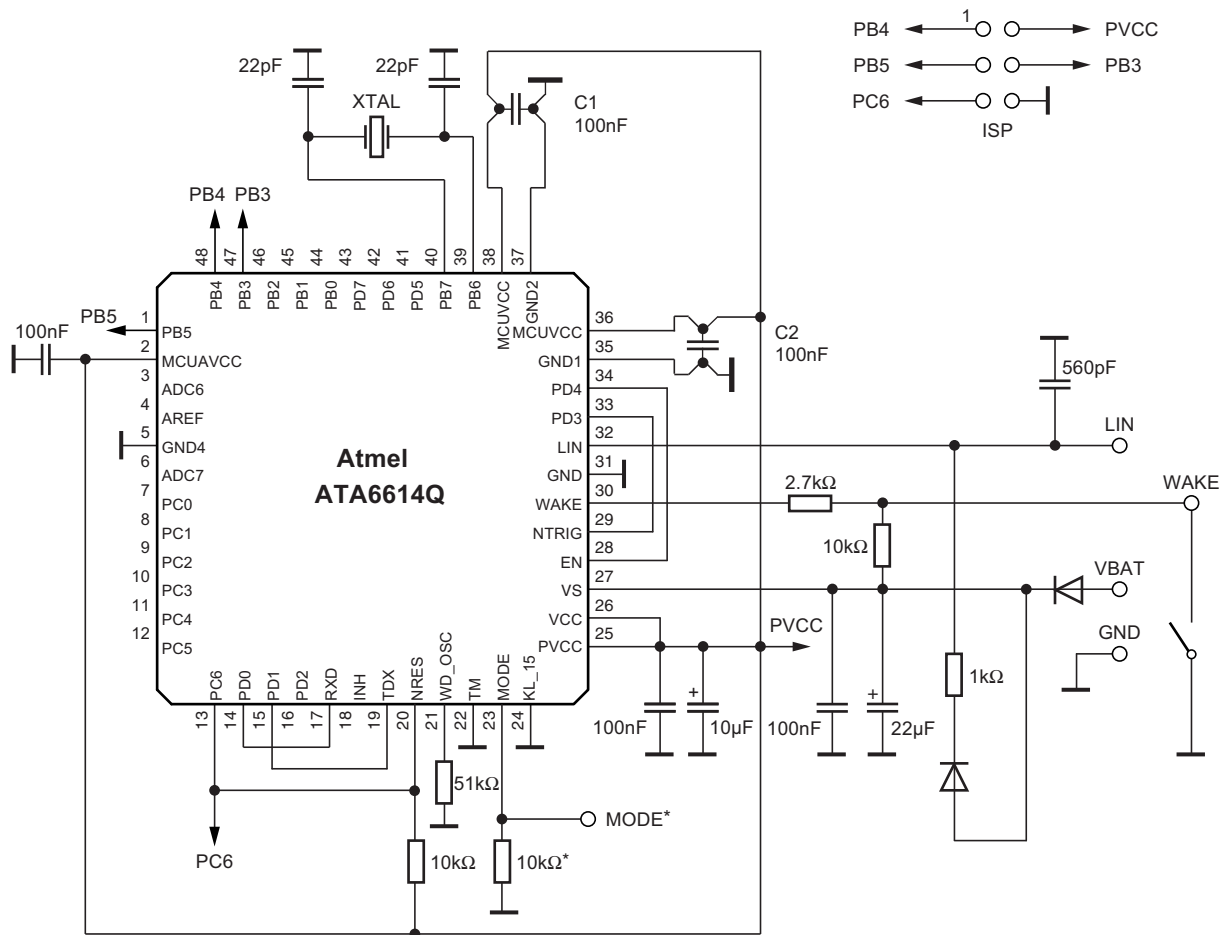 PB4 1 PVCC
PB5 PB3
PC6
ISP
22pF 22pF
XTAL
C1
100nF
PB4 PB3
48 47 46 45 44 43 42 41 40 39 38 37
PB4 PB3 PB2 PB1 PB0 PD7 PD6 PD5 PB7 PB6 MCUVCC GND2
100nF
PB5
1 PB5
2 MCUAVCC
3 ADC6
4 AREF
5 GND4
6 ADC7
7 PC0
8 PC1
9 PC2
10 PC3
11 PC4
12 PC5
Atmel
ATA6614Q
MCUVCC 36
GND1 35
PD4 34
PD3 33
LIN 32
GND 31
WAKE 30
NTRIG 29
EN 28
VS 27
VCC 26
PVCC 25
C2
100nF
560pF
LIN
2.7kΩ
WAKE
10kΩ
VBAT
PVCC
GND
1kΩ
PC6 PD0 PD1 PD2 RXD INH TDX NRES WD_OSC TM MODE KL_15
13 14 15 16 17 18 19 20 21 22 23 24
100nF
+
10µF
100nF
+
22µF
51kΩ
MODE*
PC6
10kΩ
10kΩ*